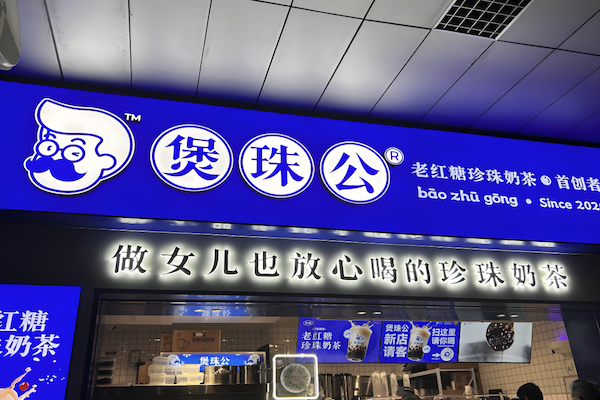 TM
煲珠公®
老红糖珍珠奶茶 首创者
bāo zhū gōng • Since 202
做女儿也放心喝的珍珠奶茶
红糖
奶茶
老红糖
珍珠奶茶
煲珠公
新店
请客
扫这里
请你喝
煲珠公